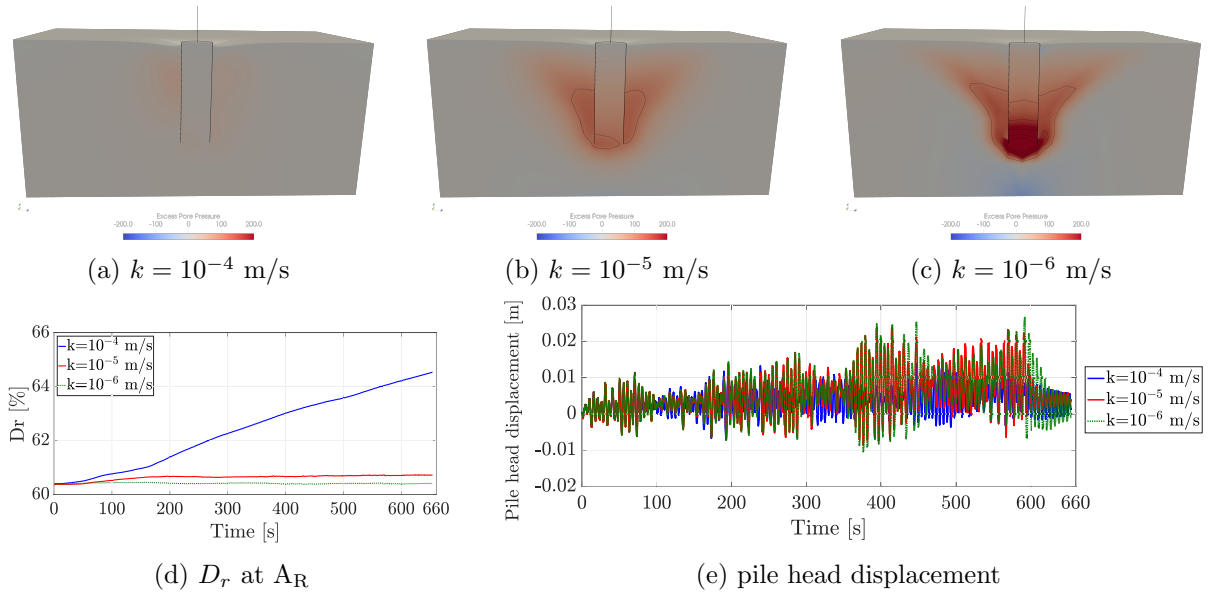 Excess Pore Pressure
-200.0 -100 0 100 200.0
Excess Pore Pressure
-200.0 -100 0 100 200.0
Excess Pore Pressure
-200.0 -100 0 100 200.0
(a) k = 10⁻⁴ m/s
(b) k = 10⁻⁵ m/s
(c) k = 10⁻⁶ m/s
66
64
62
60
Dr [%]
k=10⁻⁴ m/s
k=10⁻⁵ m/s
k=10⁻⁶ m/s
0 100 200 300 400 500 600 660
Time [s]
(d) Dᵣ at A_R
0.03
0.02
0.01
0
-0.01
-0.02
Pile head displacement [m]
0 100 200 300 400 500 600 660
Time [s]
k=10⁻⁴ m/s
k=10⁻⁵ m/s
k=10⁻⁶ m/s
(e) pile head displacement